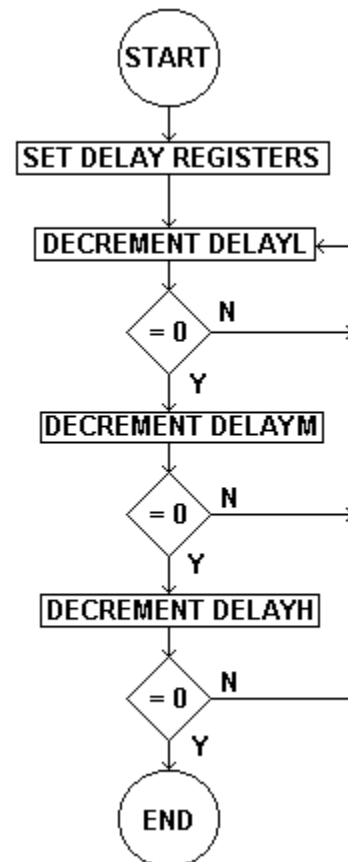 START
SET DELAY REGISTERS
DECREMENT DELAYL
= 0
N
Y
DECREMENT DELAYM
= 0
N
Y
DECREMENT DELAYH
= 0
N
Y
END